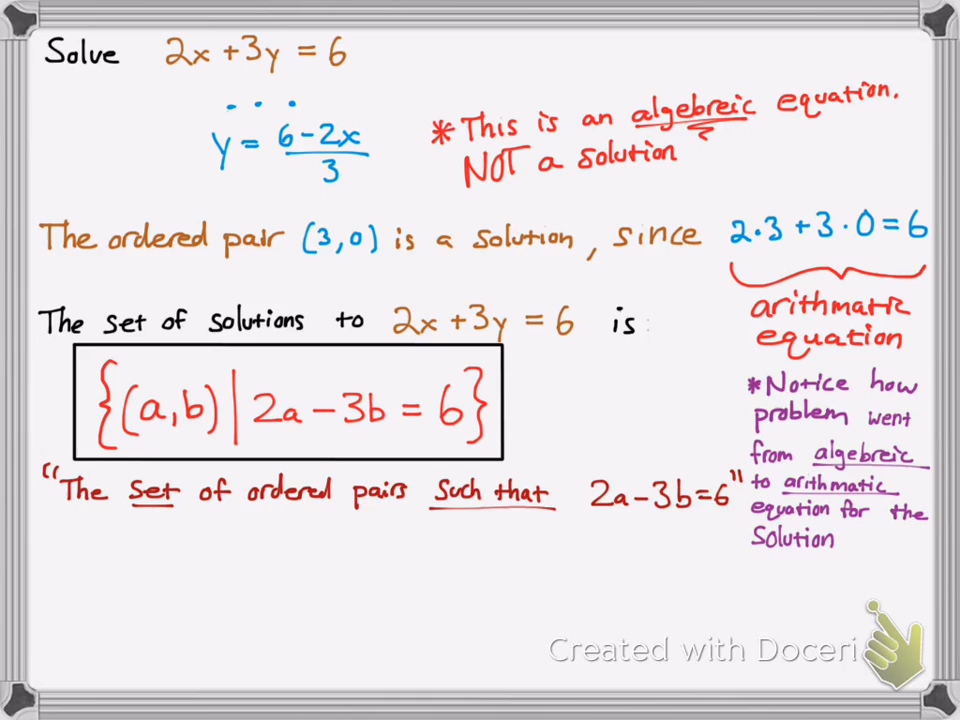 Solve 2x + 3y = 6
. . .
y = 6 - 2x / 3
*This is an algebreic equation.
NOT a solution
The ordered pair (3,0) is a solution, since 2·3 + 3·0 = 6
arithmatic
equation
The set of solutions to 2x + 3y = 6 is :
{(a,b) | 2a - 3b = 6}
"The set of ordered pairs such that 2a - 3b = 6"
*Notice how
problem went
from algebreic
to arithmatic
equation for the
Solution
Created with Doceri